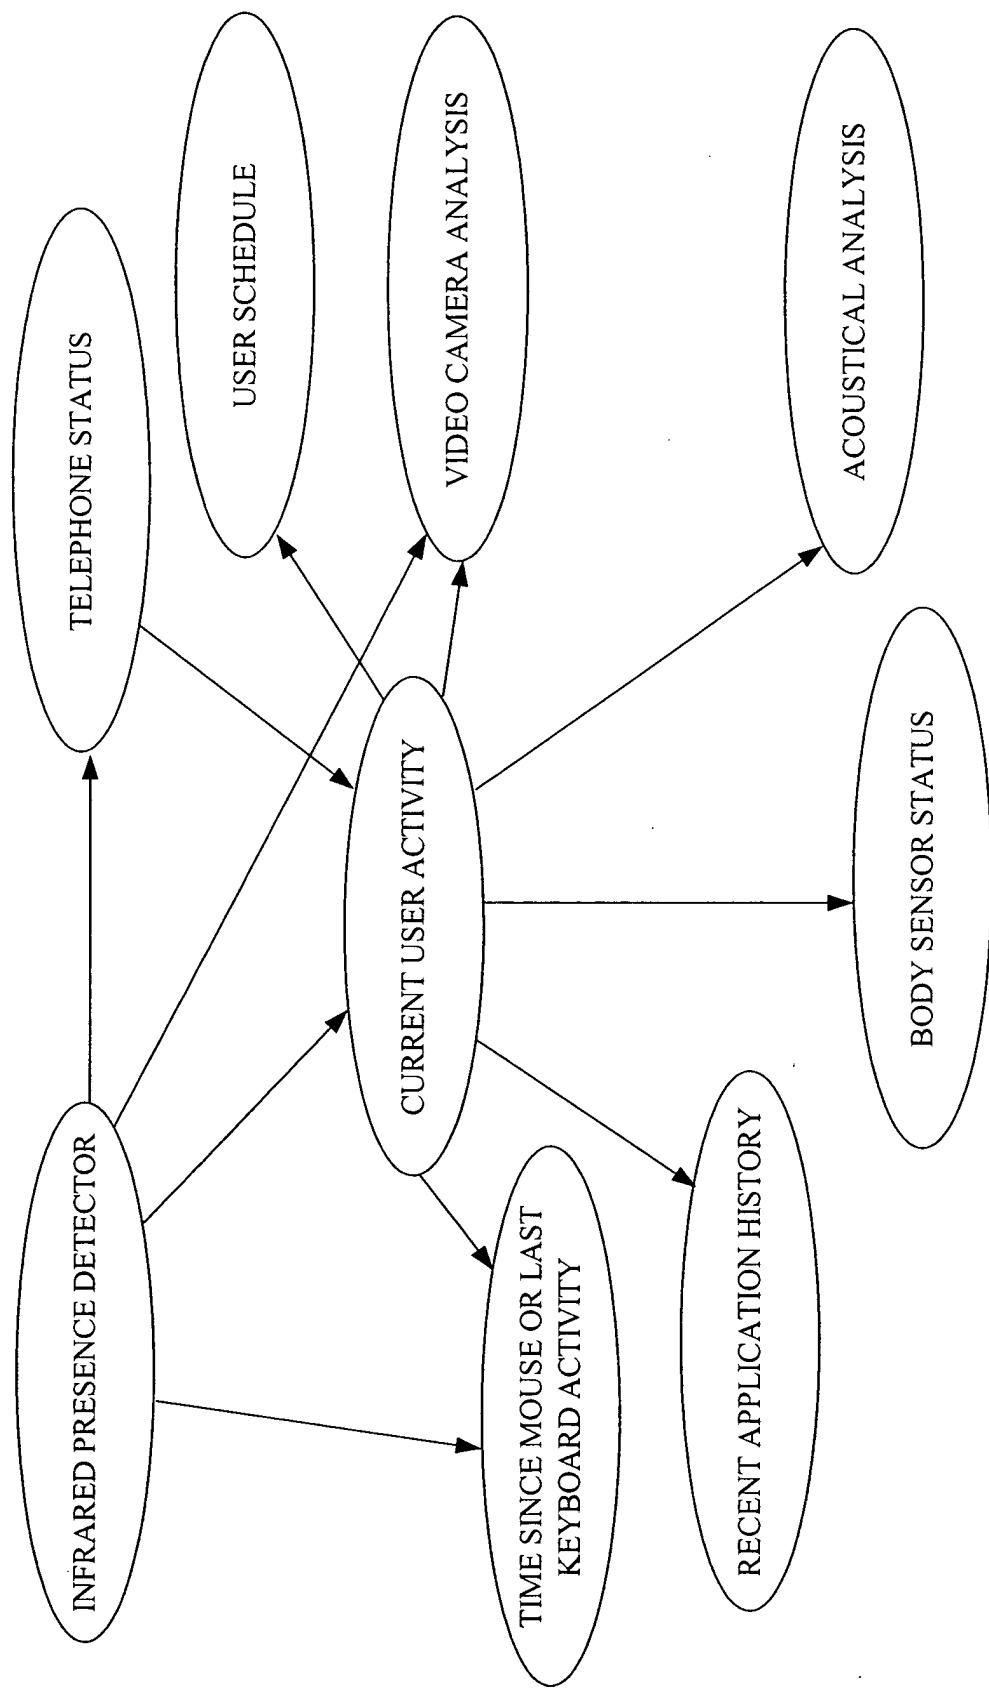 INFRARED PRESENCE DETECTOR
TELEPHONE STATUS
USER SCHEDULE
CURRENT USER ACTIVITY
VIDEO CAMERA ANALYSIS
TIME SINCE MOUSE OR LAST
KEYBOARD ACTIVITY
RECENT APPLICATION HISTORY
ACOUSTICAL ANALYSIS
BODY SENSOR STATUS